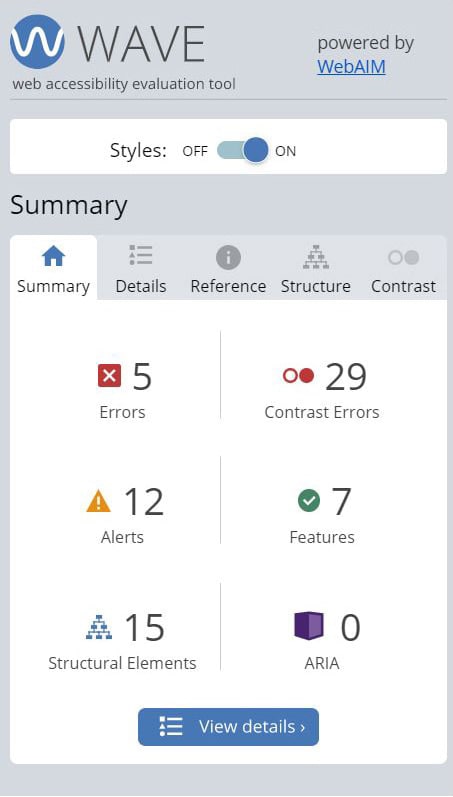 WAVE
powered by
WebAIM
web accessibility evaluation tool
Styles: OFF ON
Summary
Summary Details Reference Structure Contrast
5 29
Errors Contrast Errors
12 7
Alerts Features
15 0
Structural Elements ARIA
View details ›